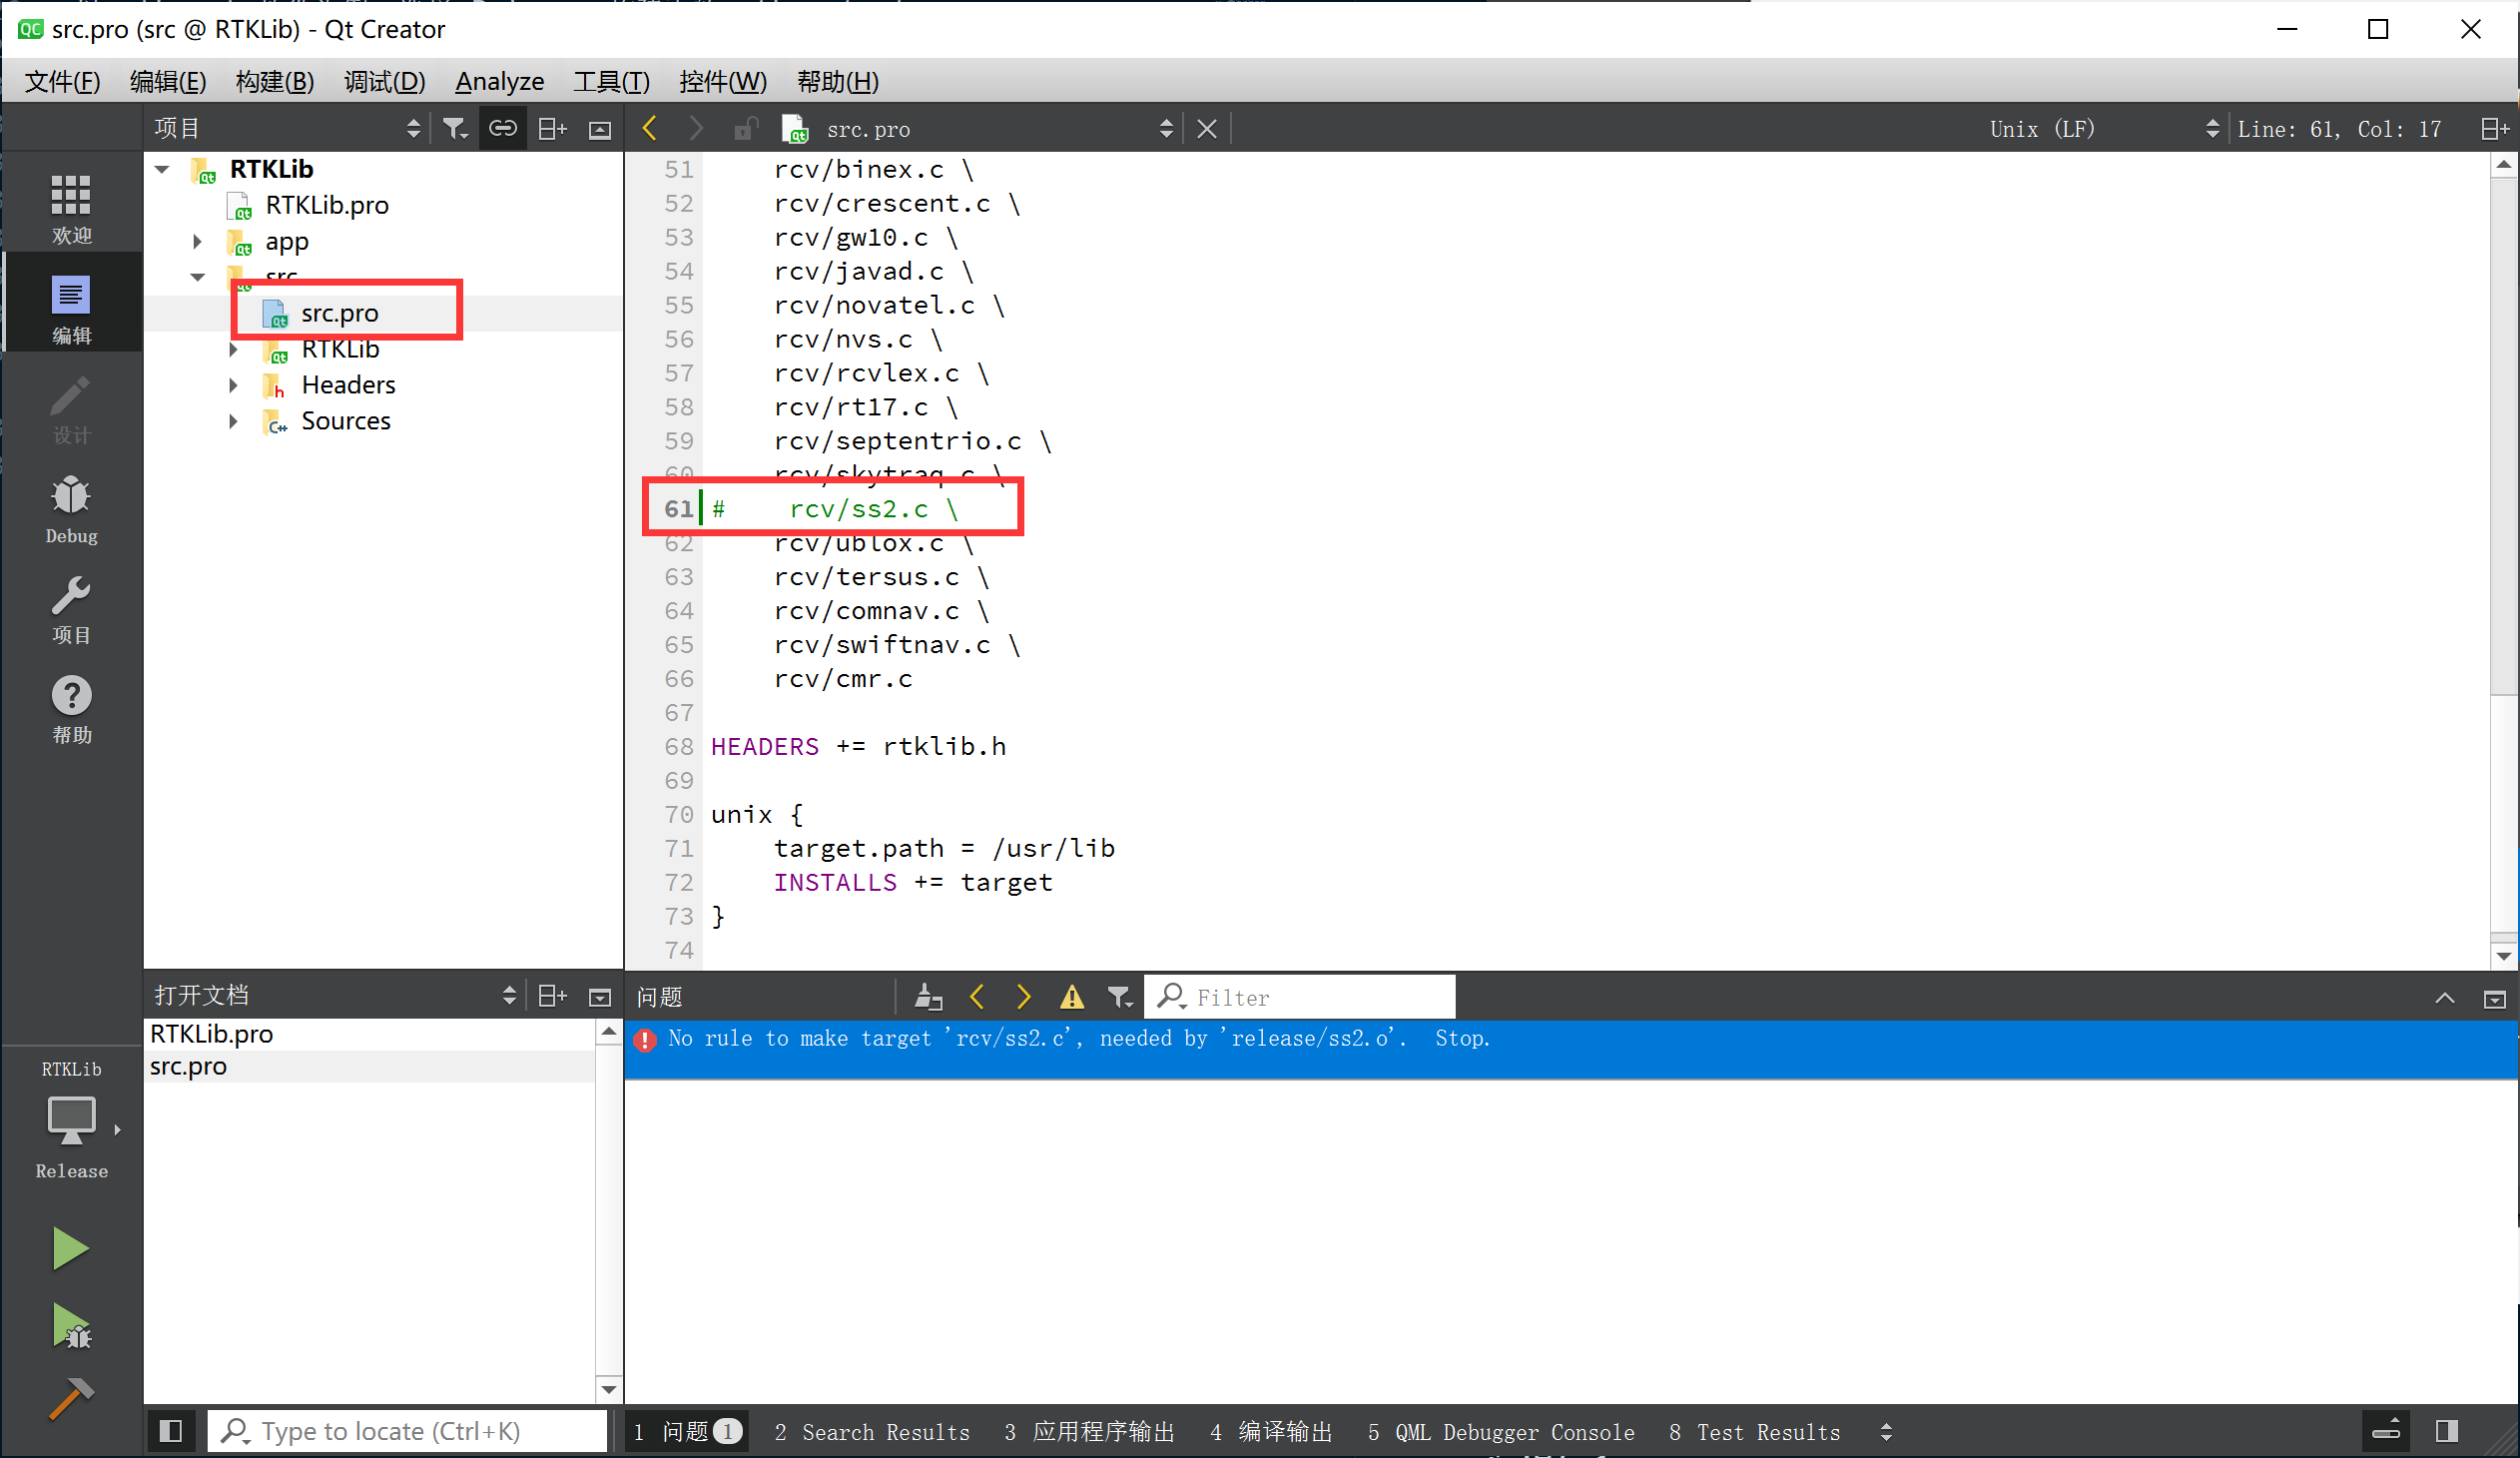 src.pro (src @ RTKLib) - Qt Creator
文件(F) 编辑(E) 构建(B) 调试(D) Analyze 工具(T) 控件(W) 帮助(H)
项目
src.pro
Unix (LF)
Line: 61, Col: 17
欢迎
编辑
设计
Debug
项目
帮助
RTKLib
RTKLib.pro
app
src
src.pro
RTKLib
Headers
Sources
51 rcv/binex.c \
52 rcv/crescent.c \
53 rcv/gw10.c \
54 rcv/javad.c \
55 rcv/novatel.c \
56 rcv/nvs.c \
57 rcv/rcvlex.c \
58 rcv/rt17.c \
59 rcv/septentrio.c \
60 rcv/skytraq.c \
61 # rcv/ss2.c \
62 rcv/ublox.c \
63 rcv/tersus.c \
64 rcv/comnav.c \
65 rcv/swiftnav.c \
66 rcv/cmr.c
67
68 HEADERS += rtklib.h
69
70 unix {
71 target.path = /usr/lib
72 INSTALLS += target
73 }
74
打开文档
RTKLib.pro
src.pro
问题
Filter
No rule to make target 'rcv/ss2.c', needed by 'release/ss2.o'. Stop.
RTKLib
Release
Type to locate (Ctrl+K)
1 问题 1
2 Search Results
3 应用程序输出
4 编译输出
5 QML Debugger Console
8 Test Results